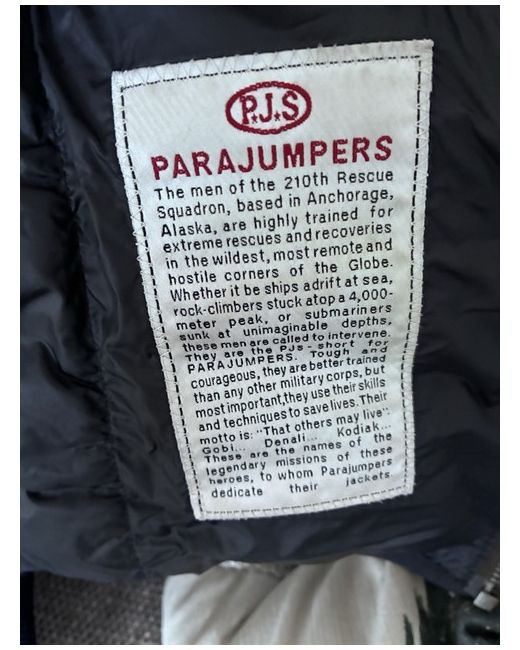 P.J.S
PARAJUMPERS
The men of the 210th Rescue
Squadron, based in Anchorage,
Alaska, are highly trained for
extreme rescues and recoveries
in the wildest, most remote and
hostile corners of the Globe.
Whether it be ships adrift at sea,
rock-climbers stuck atop a 4,000-
meter peak, or submariners
sunk at unimaginable depths,
these men are called to intervene.
They are the PJs - short for
PARAJUMPERS. Tough and
courageous, they are better trained
than any other military corps, but
most important,they use their skills
and techniques to save lives. Their
motto is: "That others may live".
Gobi... Denali... Kodiak...
These are the names of the
legendary missions of these
heroes, to whom Parajumpers
dedicate their jackets